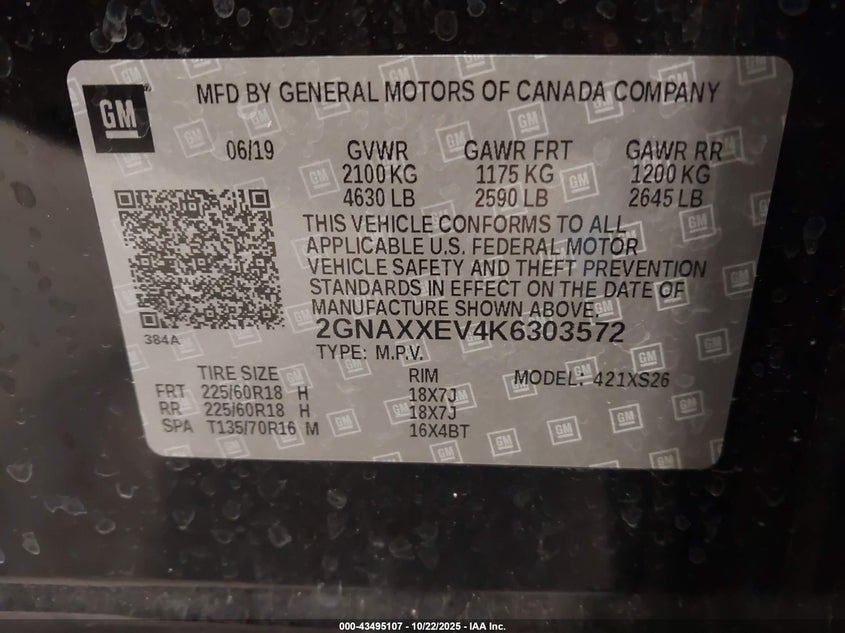 GM
MFD BY GENERAL MOTORS OF CANADA COMPANY
06/19 GVWR GAWR FRT GAWR RR
2100 KG 1175 KG 1200 KG
4630 LB 2590 LB 2645 LB
THIS VEHICLE CONFORMS TO ALL
APPLICABLE U.S. FEDERAL MOTOR
VEHICLE SAFETY AND THEFT PREVENTION
STANDARDS IN EFFECT ON THE DATE OF
MANUFACTURE SHOWN ABOVE.
384A
2GNAXXEV4K6303572
TYPE: M.P.V.
TIRE SIZE RIM MODEL: 421XS26
FRT 225/60R18 H 18X7J
RR 225/60R18 H 18X7J
SPA T135/70R16 M 16X4BT
000-43495107 - 10/22/2025 - IAA Inc.